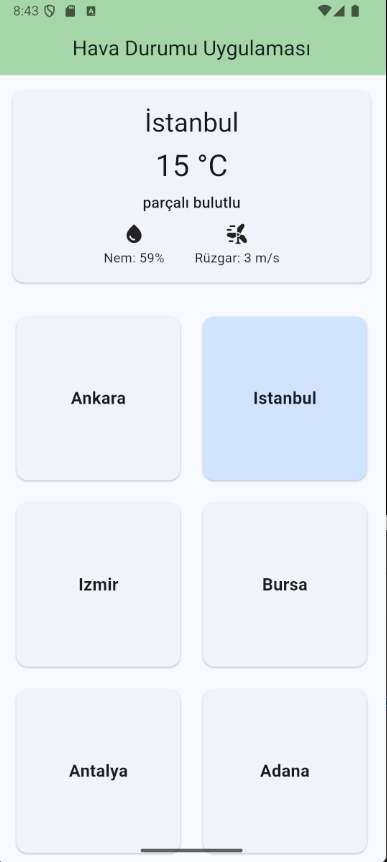 8:43
Hava Durumu Uygulaması
İstanbul
15 °C
parçalı bulutlu
Nem: 59% Rüzgar: 3 m/s
Ankara Istanbul
Izmir Bursa
Antalya Adana